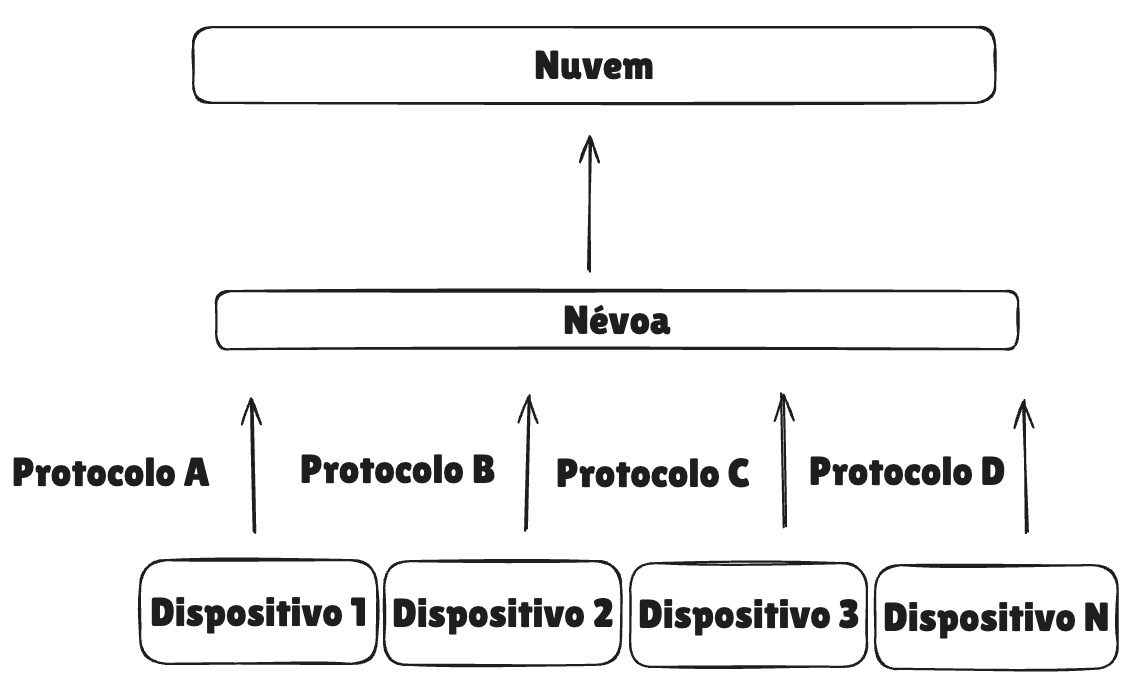 Nuvem
Névoa
Protocolo A
Protocolo B
Protocolo C
Protocolo D
Dispositivo 1
Dispositivo 2
Dispositivo 3
Dispositivo N